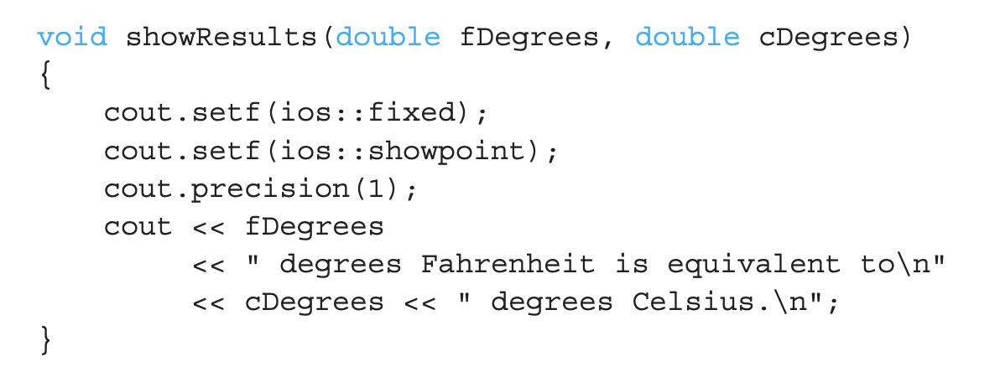 void showResults(double fDegrees, double cDegrees)
{
    cout.setf(ios::fixed);
    cout.setf(ios::showpoint);
    cout.precision(1);
    cout << fDegrees
         << " degrees Fahrenheit is equivalent to\n"
         << cDegrees << " degrees Celsius.\n";
}